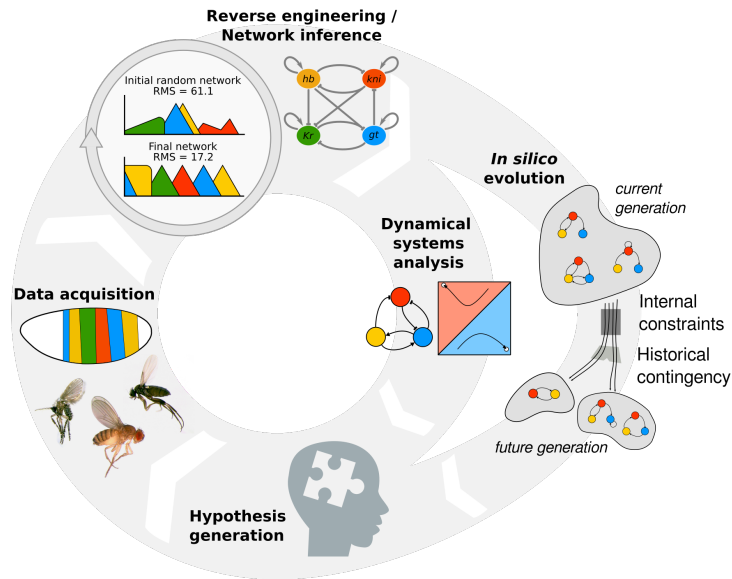 Reverse engineering /
Network inference
Initial random network
RMS = 61.1
Final network
RMS = 17.2
hb
kni
Kr
gt
In silico
evolution
current
generation
Dynamical
systems
analysis
Data acquisition
Internal
constraints
Historical
contingency
future generation
Hypothesis
generation